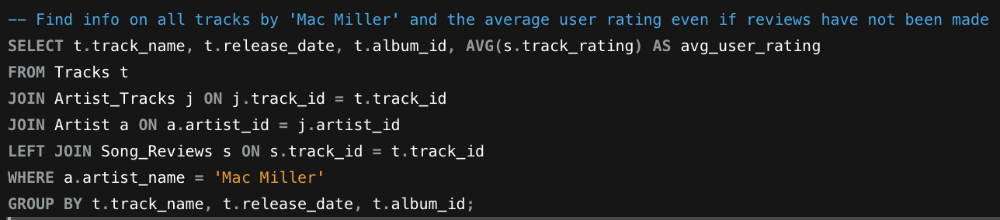 -- Find info on all tracks by 'Mac Miller' and the average user rating even if reviews have not been made
SELECT t.track_name, t.release_date, t.album_id, AVG(s.track_rating) AS avg_user_rating
FROM Tracks t
JOIN Artist_Tracks j ON j.track_id = t.track_id
JOIN Artist a ON a.artist_id = j.artist_id
LEFT JOIN Song_Reviews s ON s.track_id = t.track_id
WHERE a.artist_name = 'Mac Miller'
GROUP BY t.track_name, t.release_date, t.album_id;